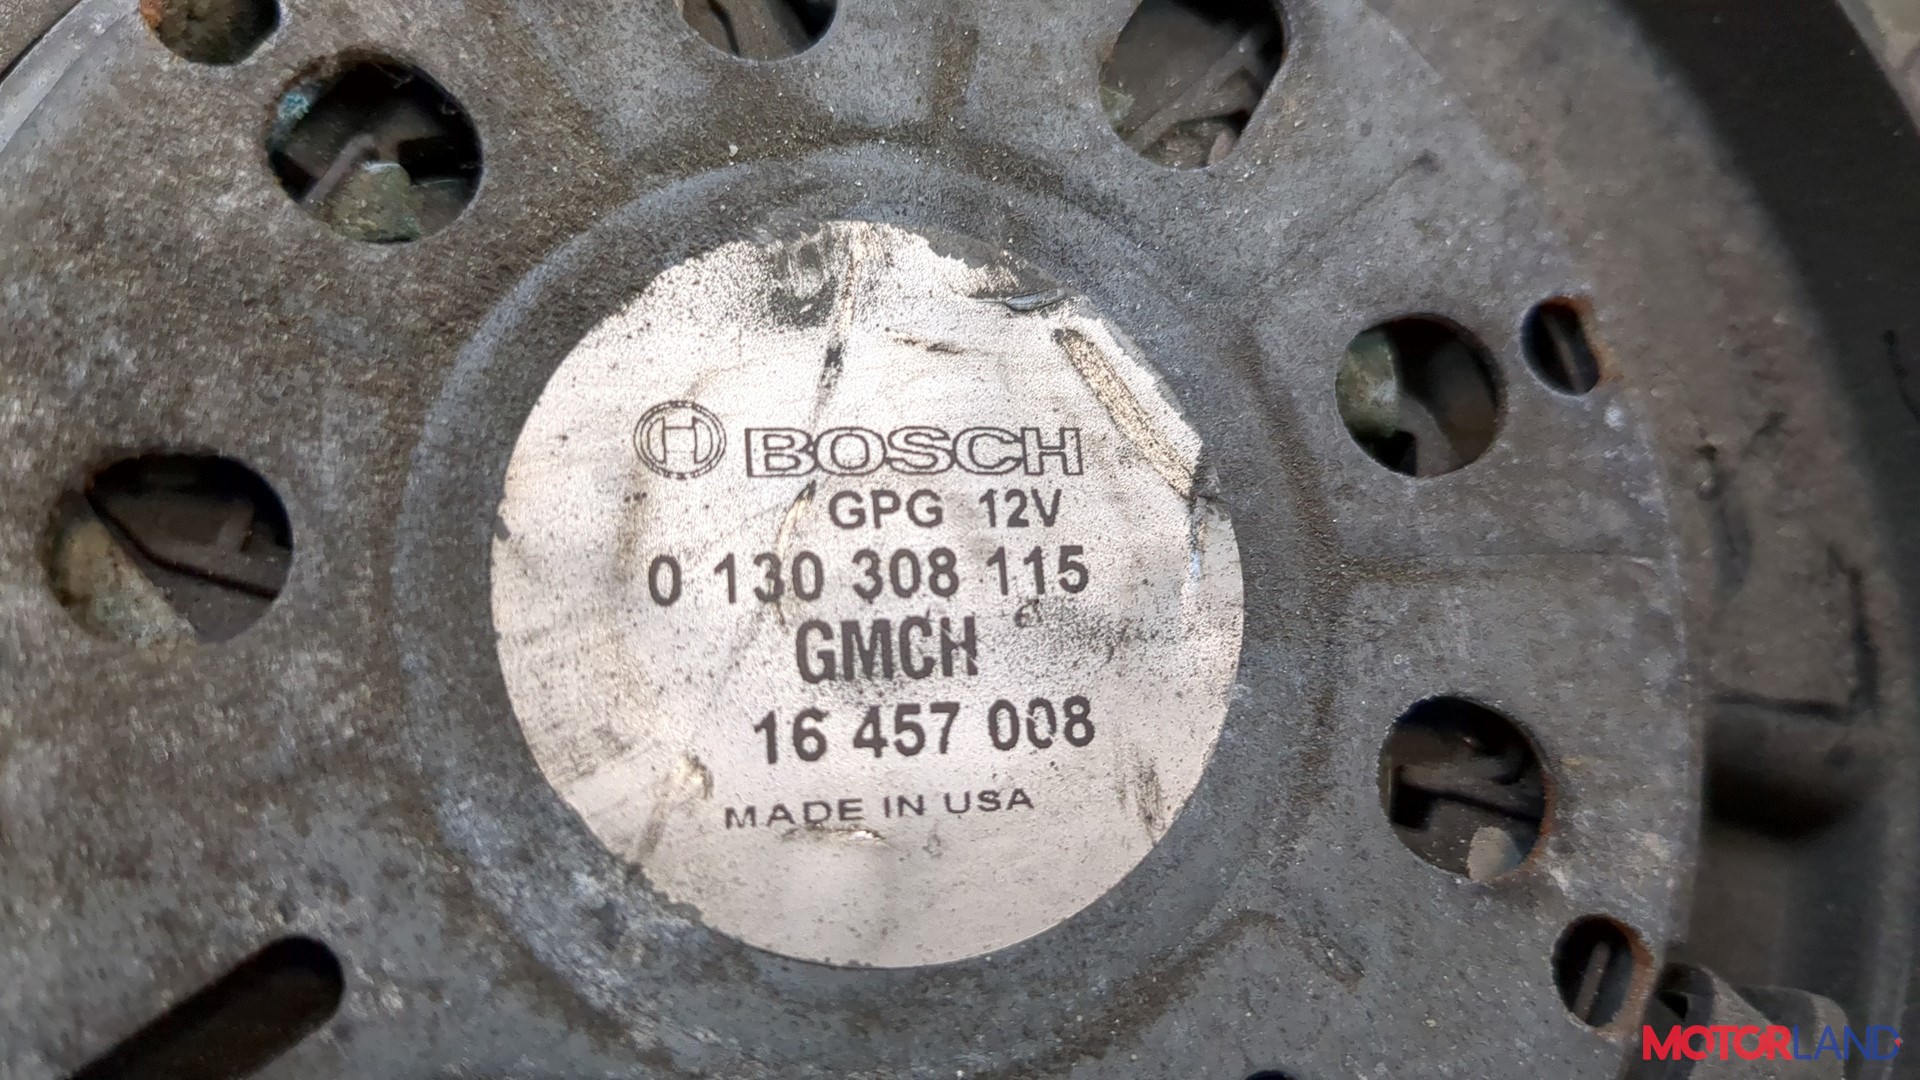 BOSCH
GPG 12V
0 130 308 115
GMCH
16 457 008
MADE IN USA
MOTORLAND